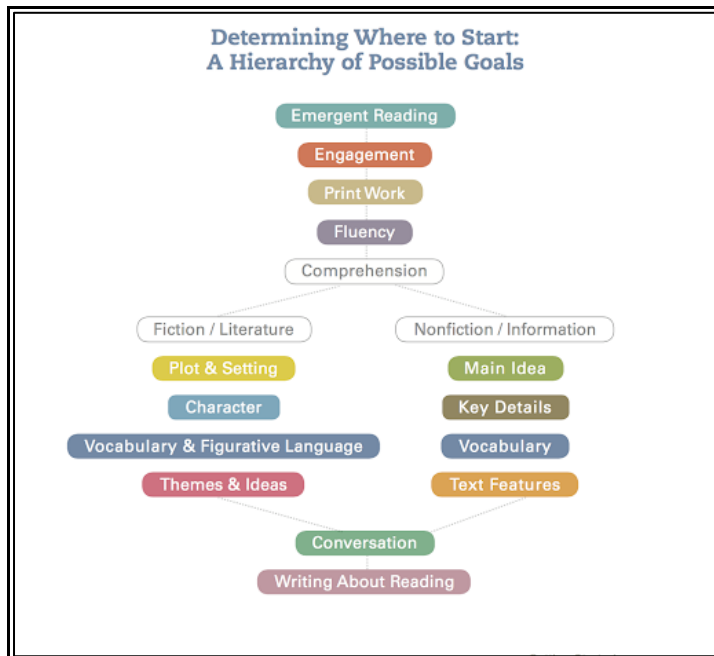 Determining Where to Start:
A Hierarchy of Possible Goals
Emergent Reading
Engagement
Print Work
Fluency
Comprehension
Fiction / Literature
Plot & Setting
Character
Vocabulary & Figurative Language
Themes & Ideas
Nonfiction / Information
Main Idea
Key Details
Vocabulary
Text Features
Conversation
Writing About Reading